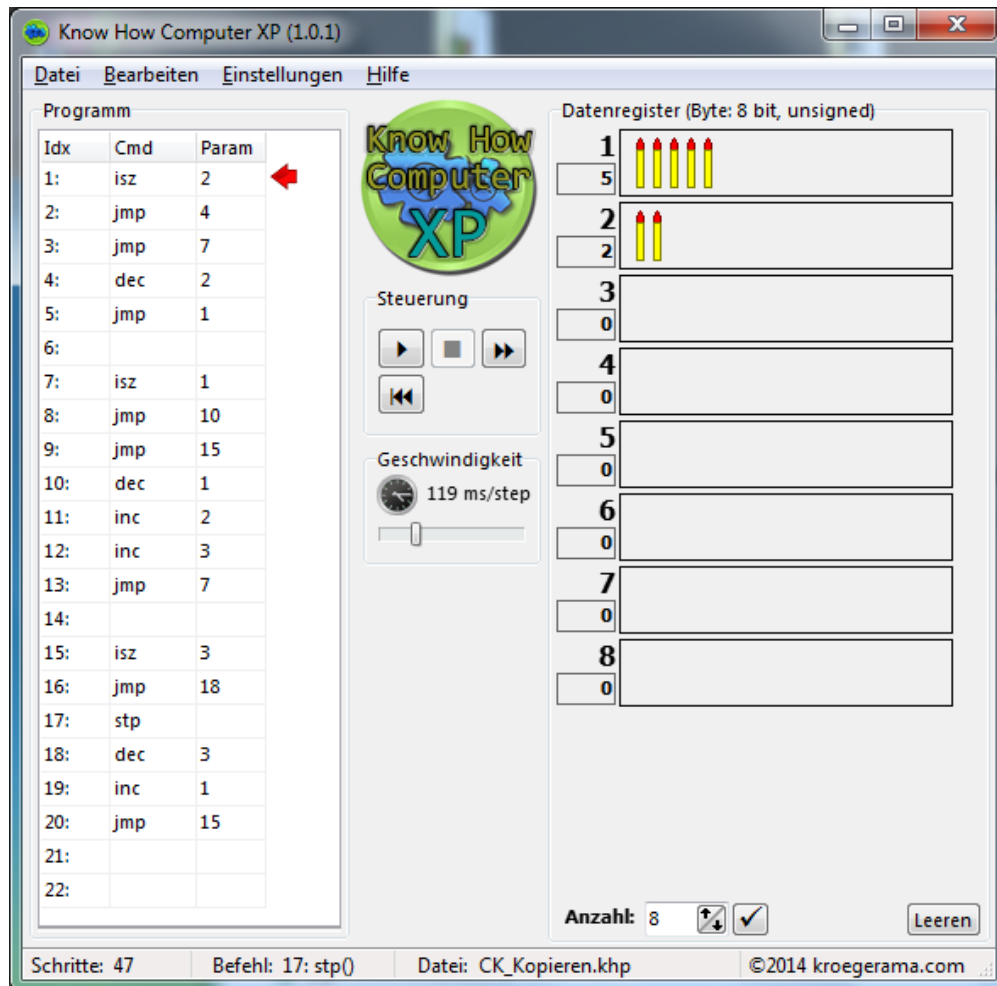 Know How Computer XP (1.0.1)
Datei Bearbeiten Einstellungen Hilfe
Programm
Idx Cmd Param
1: isz 2
2: jmp 4
3: jmp 7
4: dec 2
5: jmp 1
6:
7: isz 1
8: jmp 10
9: jmp 15
10: dec 1
11: inc 2
12: inc 3
13: jmp 7
14:
15: isz 3
16: jmp 18
17: stp
18: dec 3
19: inc 1
20: jmp 15
21:
22:
Know How
Computer
XP
Steuerung
Geschwindigkeit
119 ms/step
Datenregister (Byte: 8 bit, unsigned)
1
5
2
2
3
0
4
0
5
0
6
0
7
0
8
0
Anzahl: 8 Leeren
Schritte: 47 Befehl: 17: stp() Datei: CK_Kopieren.khp ©2014 kroegerama.com